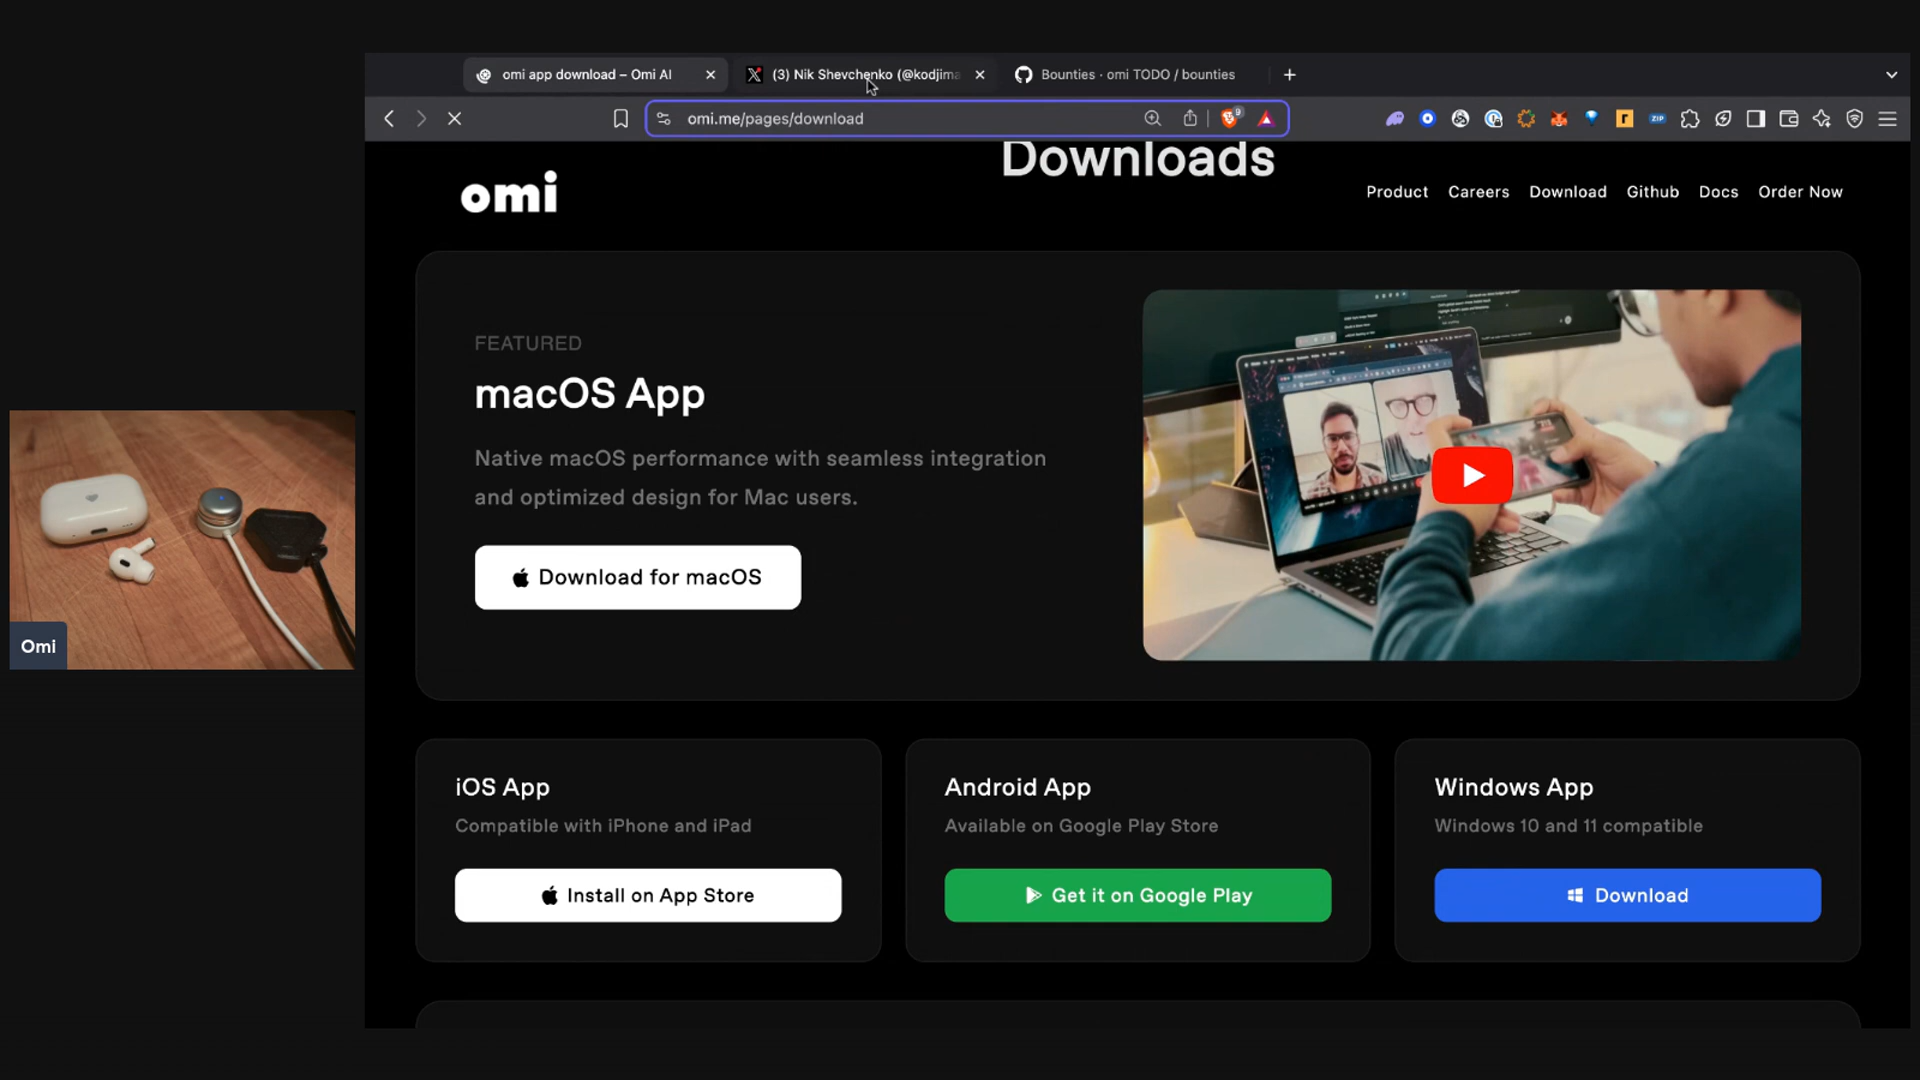 omi app download – Omi AI
(3) Nik Shevchenko (@kodjima
Bounties · omi TODO / bounties
omi.me/pages/download
9
r
ZIP
Downloads
omi
Product
Careers
Download
Github
Docs
Order Now
FEATURED
macOS App
Native macOS performance with seamless integration
and optimized design for Mac users.
Download for macOS
Omi
iOS App
Compatible with iPhone and iPad
Install on App Store
Android App
Available on Google Play Store
Get it on Google Play
Windows App
Windows 10 and 11 compatible
Download